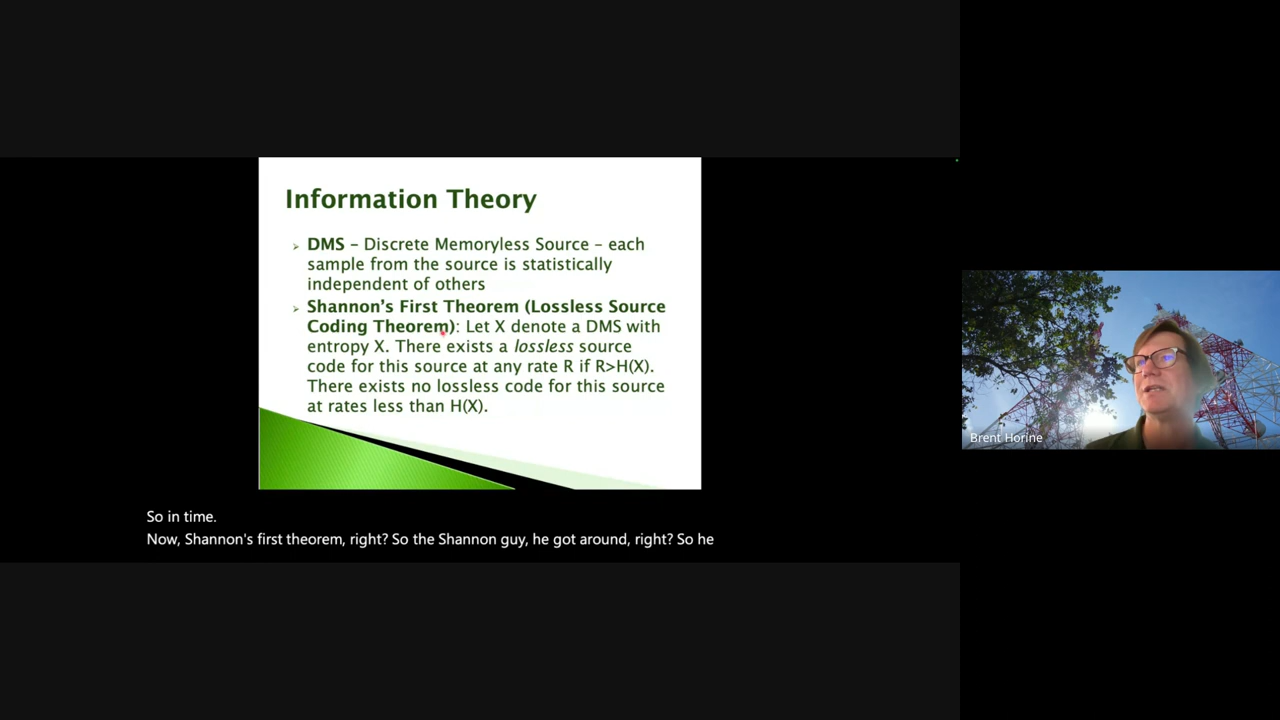 Information Theory
DMS – Discrete Memoryless Source – each
sample from the source is statistically
independent of others
Shannon's First Theorem (Lossless Source
Coding Theorem): Let X denote a DMS with
entropy X. There exists a lossless source
code for this source at any rate R if R>H(X).
There exists no lossless code for this source
at rates less than H(X).
Brent Horine
So in time.
Now, Shannon's first theorem, right? So the Shannon guy, he got around, right? So he